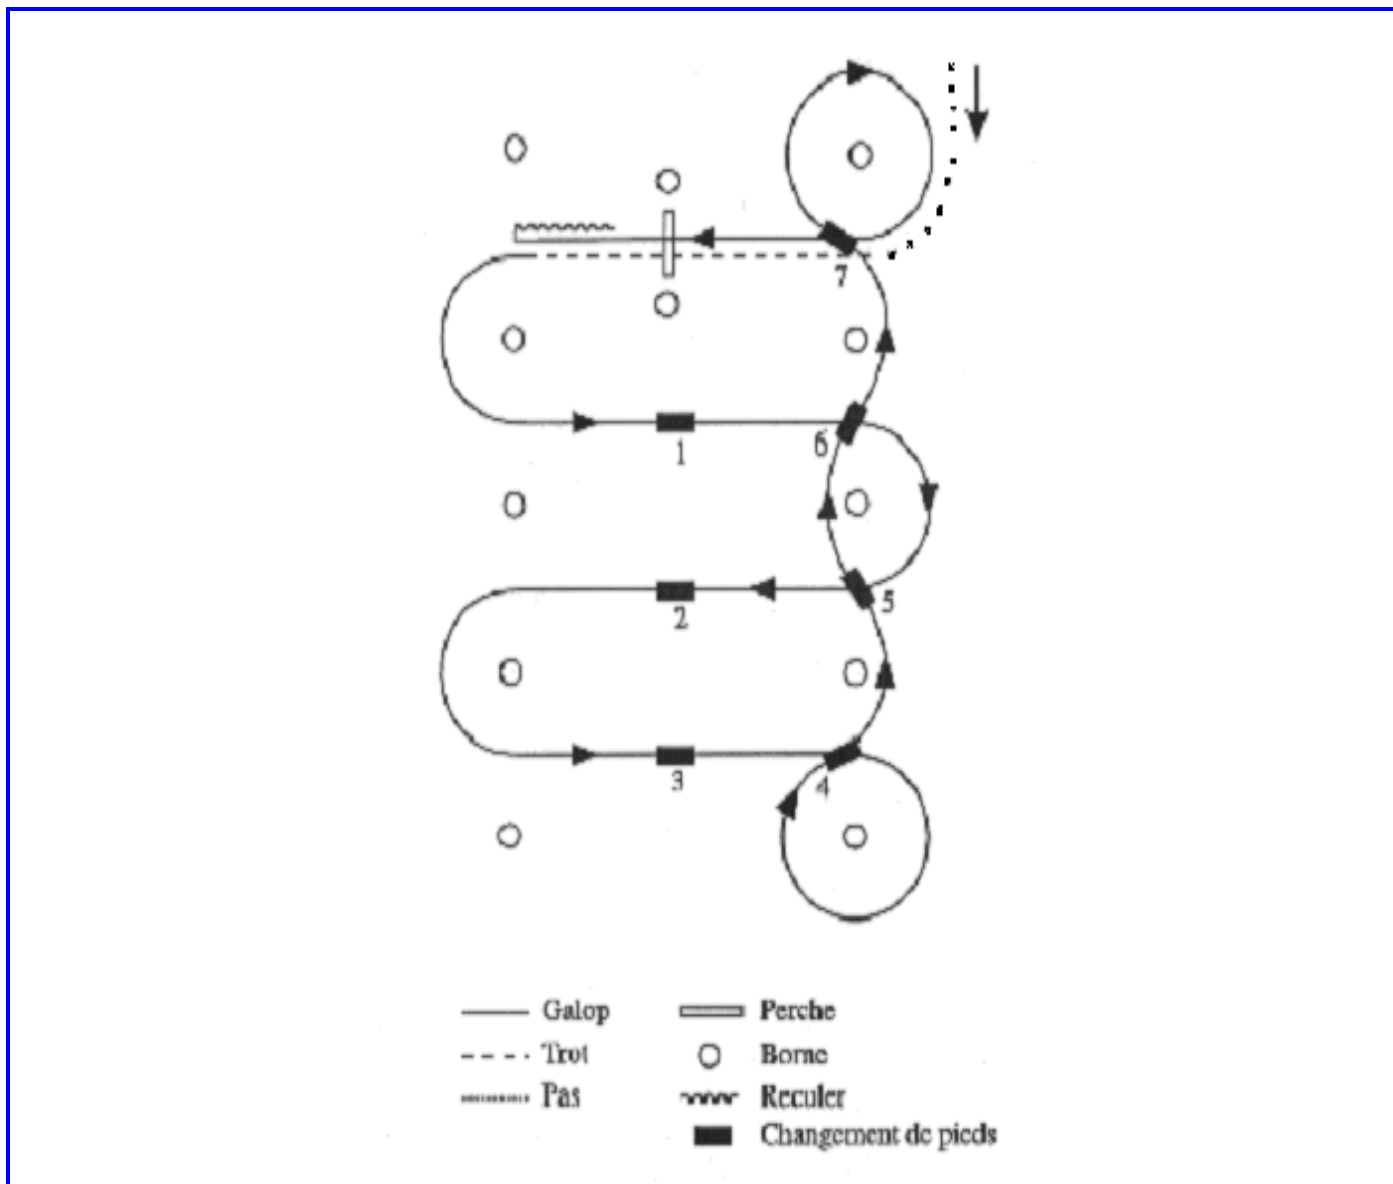 7
1
6
2
5
3
4
Galop
Perche
Trot
Borne
Pas
Reculer
Changement de pieds